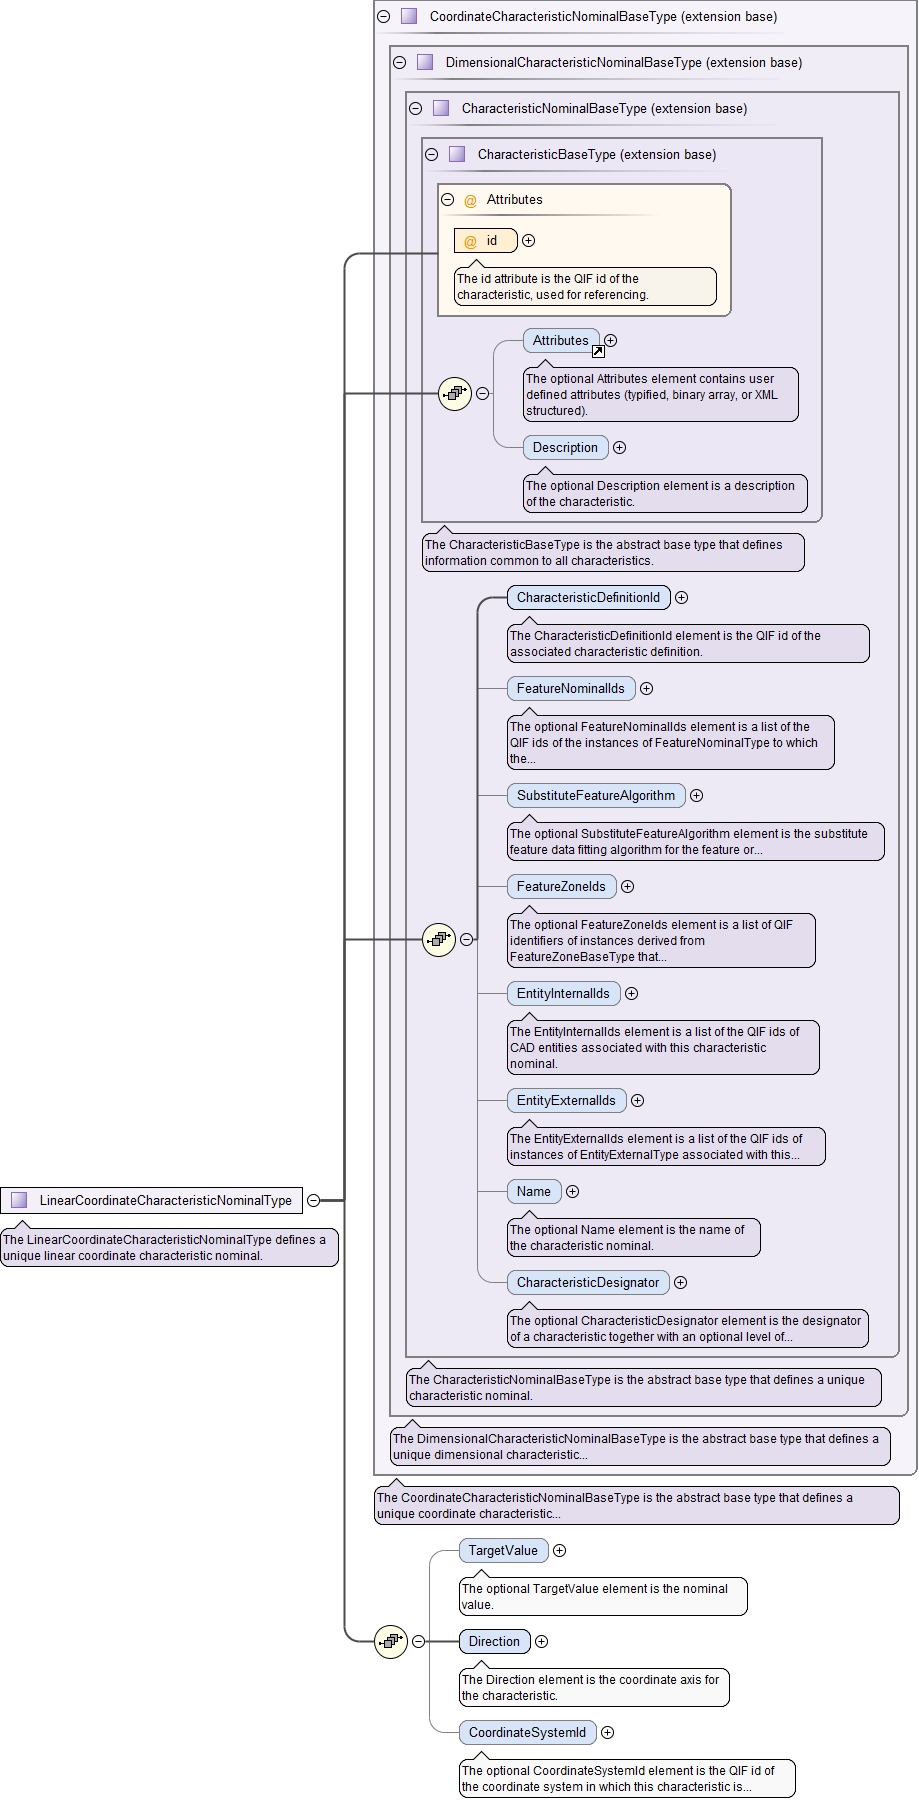 CoordinateCharacteristicNominalBaseType (extension base)
DimensionalCharacteristicNominalBaseType (extension base)
CharacteristicNominalBaseType (extension base)
CharacteristicBaseType (extension base)
@ Attributes
@ id
The id attribute is the QIF id of the
characteristic, used for referencing.
Attributes
The optional Attributes element contains user
defined attributes (typified, binary array, or XML
structured).
Description
The optional Description element is a description
of the characteristic.
The CharacteristicBaseType is the abstract base type that defines
information common to all characteristics.
CharacteristicDefinitionId
The CharacteristicDefinitionId element is the QIF id of the
associated characteristic definition.
FeatureNominalIds
The optional FeatureNominalIds element is a list of the
QIF ids of the instances of FeatureNominalType to which
the...
SubstituteFeatureAlgorithm
The optional SubstituteFeatureAlgorithm element is the substitute
feature data fitting algorithm for the feature or...
FeatureZoneIds
The optional FeatureZoneIds element is a list of QIF
identifiers of instances derived from
FeatureZoneBaseType that...
EntityInternalIds
The EntityInternalIds element is a list of the QIF ids of
CAD entities associated with this characteristic
nominal.
EntityExternalIds
The EntityExternalIds element is a list of the QIF ids of
instances of EntityExternalType associated with this...
Name
The optional Name element is the name of
the characteristic nominal.
CharacteristicDesignator
The optional CharacteristicDesignator element is the designator
of a characteristic together with an optional level of...
The CharacteristicNominalBaseType is the abstract base type that defines a unique
characteristic nominal.
The DimensionalCharacteristicNominalBaseType is the abstract base type that defines a
unique dimensional characteristic...
The CoordinateCharacteristicNominalBaseType is the abstract base type that defines a
unique coordinate characteristic...
LinearCoordinateCharacteristicNominalType
The LinearCoordinateCharacteristicNominalType defines a
unique linear coordinate characteristic nominal.
TargetValue
The optional TargetValue element is the nominal
value.
Direction
The Direction element is the coordinate axis for
the characteristic.
CoordinateSystemId
The optional CoordinateSystemId element is the QIF id of
the coordinate system in which this characteristic is...